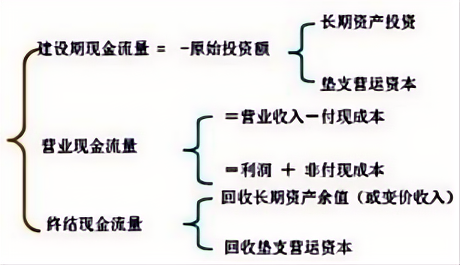 长期资产投资
建设期现金流量 = -原始投资额
垫支营运资本
=营业收入-付现成本
营业现金流量
=利润 + 非付现成本
回收长期资产余值（或变价收入）
终结现金流量
回收垫支营运资本